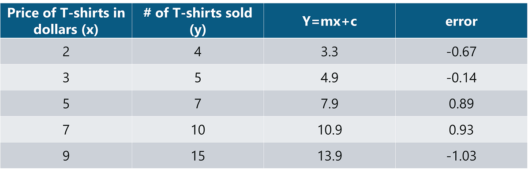 Price of T-shirts in dollars (x) # of T-shirts sold (y) Y=mx+c error
2 4 3.3 -0.67
3 5 4.9 -0.14
5 7 7.9 0.89
7 10 10.9 0.93
9 15 13.9 -1.03